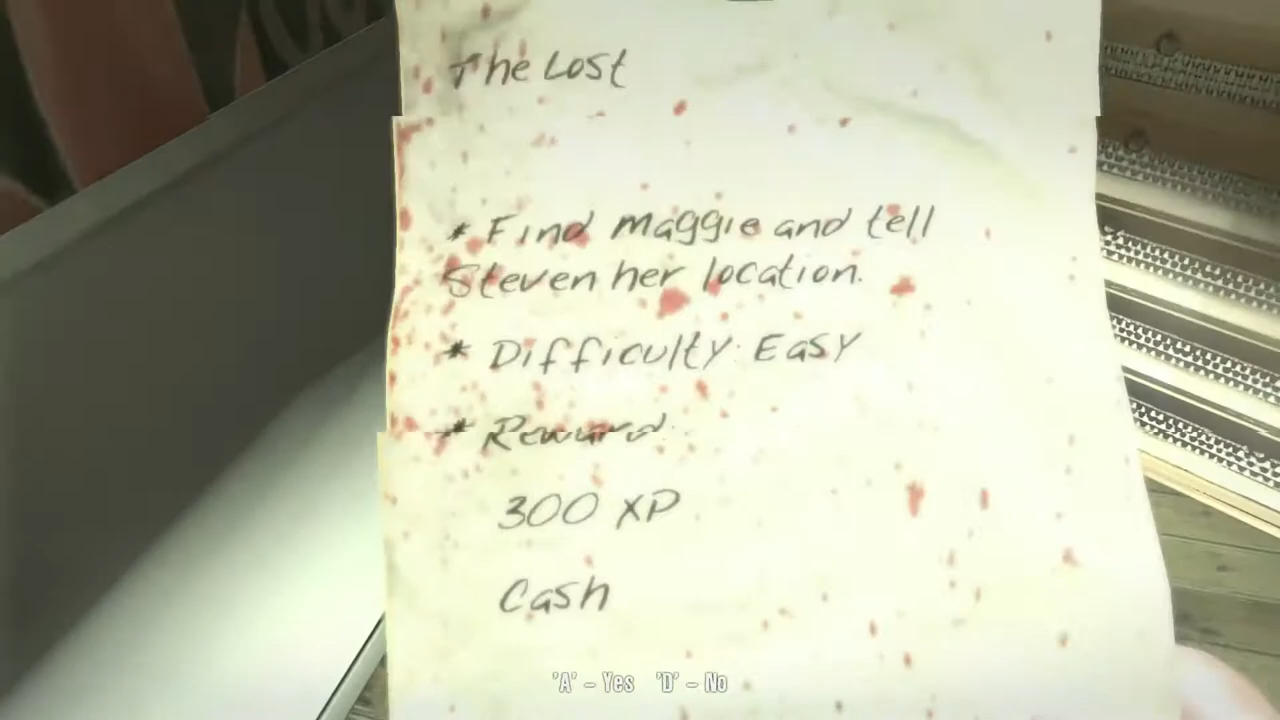 The Lost
* Find Maggie and tell
Steven her location.
* Difficulty: Easy
* Reward
300 XP
Cash
'A' - Yes 'D' - No